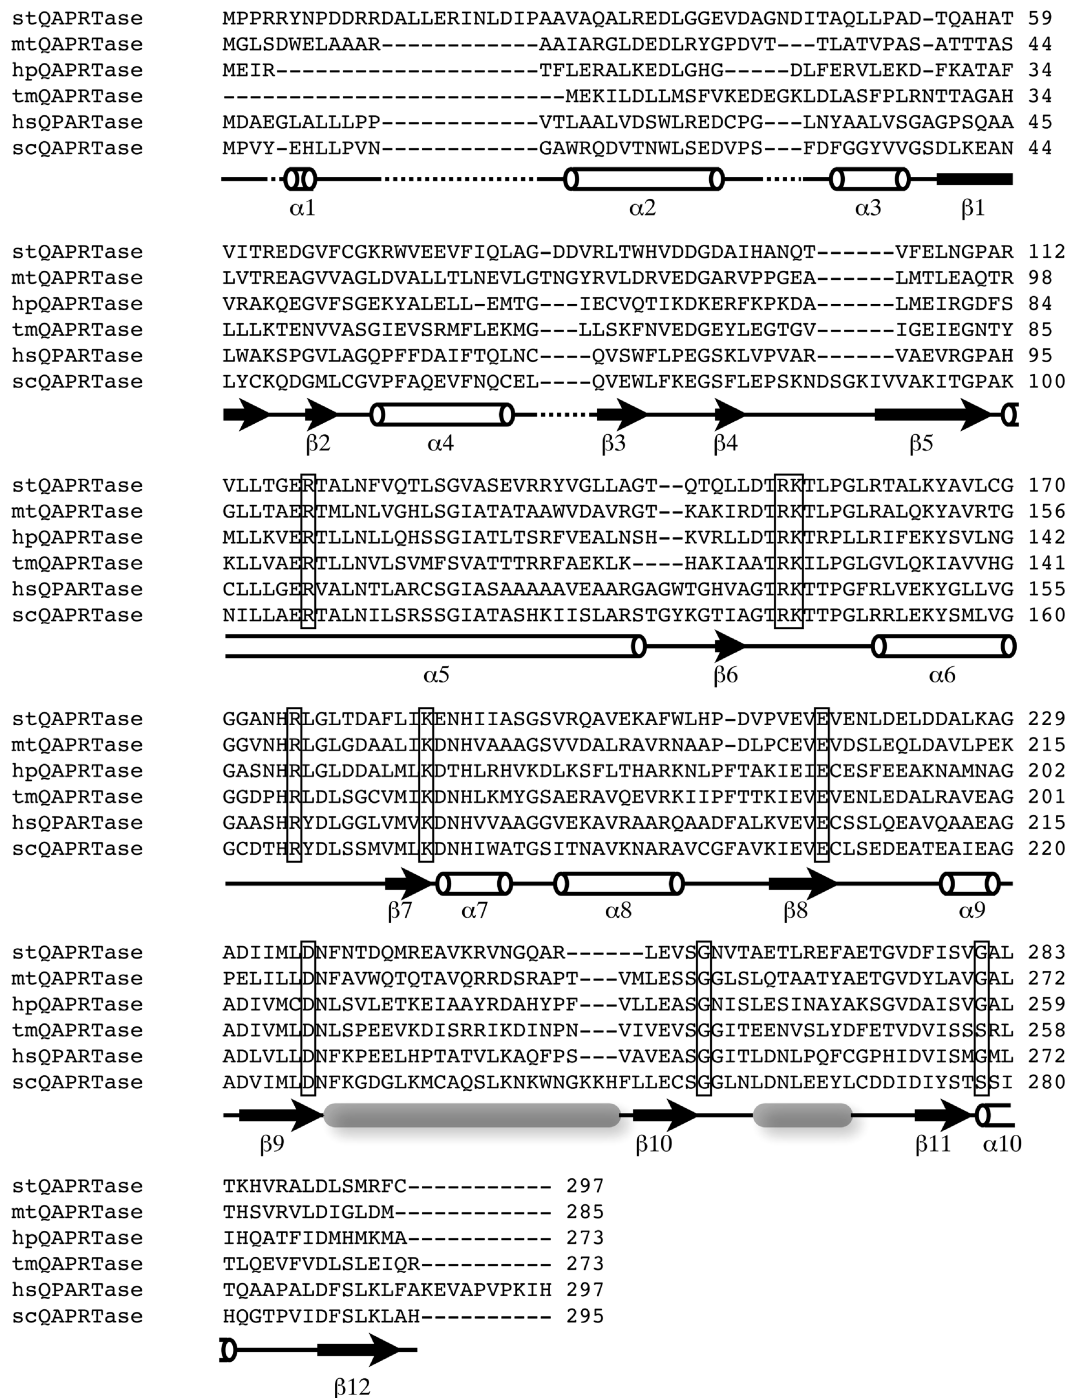 stQAPRTase MPPRRYNPDDRRDALLERINLDIPAAVAQALREDLGGEVDAGNDITAQLLPAD-TQAHAT 59
mtQAPRTase MGLSDWELAAAR------------AAIARGLDEDLRYGPDVT---TLATVPAS-ATTTAS 44
hpQAPRTase MEIR--------------------TFLERALKEDLGHG-----DLFERVLEKD-FKATAF 34
tmQAPRTase --------------------------MEKILDLLMSFVKEDEGKLDLASFPLRNTTAGAH 34
hsQPARTase MDAEGLALLLPP------------VTLAALVDSWLREDCPG---LNYAALVSGAGPSQAA 45
scQAPRTase MPVY-EHLLPVN------------GAWRQDVTNWLSEDVPS---FDFGGYVVGSDLKEAN 44
α1 α2 α3 β1
stQAPRTase VITREDGVFCGKRWVEEVFIQLAG-DDVRLTWHVDDGDAIHANQT------VFELNGPAR 112
mtQAPRTase LVTREAGVVAGLDVALLTLNEVLGTNGYRVLDRVEDGARVPPGEA------LMTLEAQTR 98
hpQAPRTase VRAKQEGVFSGEKYALELL-EMTG---IECVQTIKDKERFKPKDA------LMEIRGDFS 84
tmQAPRTase LLLKTENVVASGIEVSRMFLEKMG---LLSKFNVEDGEYLEGTGV------IGEIEGNTY 85
hsQPARTase LWAKSPGVLAGQPFFDAIFTQLNC----QVSWFLPEGSKLVPVAR------VAEVRGPAH 95
scQAPRTase LYCKQDGMLCGVPFAQEVFNQCEL----QVEWLFKEGSFLEPSKNDSGKIVVAKITGPAK 100
β2 α4 β3 β4 β5
stQAPRTase VLLTGERTALNFVQTLSGVASEVRRYVGLLAGT--QTQLLDTRKTLPGLRTALKYAVLCG 170
mtQAPRTase GLLTAERTMLNLVGHLSGIATATAAWVDAVRGT--KAKIRDTRKTLPGLRALQKYAVRTG 156
hpQAPRTase MLLKVERTLLNLLQHSSGIATLTSRFVEALNSH--KVRLLDTRKTRPLLRIFEKYSVLNG 142
tmQAPRTase KLLVAERTLLNVLSVMFSVATTTRRFAEKLK----HAKIAATRKILPGLGVLQKIAVVHG 141
hsQPARTase CLLLGERVALNTLARCSGIASAAAAAVEAARGAGWTGHVAGTRKTTPGFRLVEKYGLLVG 155
scQAPRTase NILLAERTALNILSRSSGIATASHKIISLARSTGYKGTIAGTRKTTPGLRRLEKYSMLVG 160
α5 β6 α6
stQAPRTase GGANHRLGLTDAFLIKENHIIASGSVRQAVEKAFWLHP-DVPVEVEVENLDELDDALKAG 229
mtQAPRTase GGVNHRLGLGDAALIKDNHVAAAGSVVDALRAVRNAAP-DLPCEVEVDSLEQLDAVLPEK 215
hpQAPRTase GASNHRLGLDDALMLKDTHLRHVKDLKSFLTHARKNLPFTAKIEIECESFEEAKNAMNAG 202
tmQAPRTase GGDPHRLDLSGCVMIKDNHLKMYGSAERAVQEVRKIIPFTTKIEVEVENLEDALRAVEAG 201
hsQPARTase GAASHRYDLGGLVMVKDNHVVAAGGVEKAVRAARQAADFALKVEVECSSLQEAVQAAEAG 215
scQAPRTase GCDTHRYDLSSMVMLKDNHIWATGSITNAVKNARAVCGFAVKIEVECLSEDEATEAIEAG 220
β7 α7 α8 β8 α9
stQAPRTase ADIIMLDNFNTDQMREAVKRVNGQAR------LEVSGNVTAETLREFAETGVDFISVGAL 283
mtQAPRTase PELILLDNFAVWQTQTAVQRRDSRAPT---VMLESSGGLSLQTAATYAETGVDYLAVGAL 272
hpQAPRTase ADIVMCDNLSVLETKEIAAYRDAHYPF---VLLEASGNISLESINAYAKSGVDAISVGAL 259
tmQAPRTase ADIVMLDNLSPEEVKDISRRIKDINPN---VIVEVSGGITEENVSLYDFETVDVISSSRL 258
hsQPARTase ADLVLLDNFKPEELHPTATVLKAQFPS---VAVEASGGITLDNLPQFCGPHIDVISMGML 272
scQAPRTase ADVIMLDNFKGDGLKMCAQSLKNKWNGKKHFLLECSGGLNLDNLEEYLCDDIDIYSTSSI 280
β9 β10 β11 α10
stQAPRTase TKHVRALDLSMRFC----------- 297
mtQAPRTase THSVRVLDIGLDM------------ 285
hpQAPRTase IHQATFIDMHMKMA----------- 273
tmQAPRTase TLQEVFVDLSLEIQR---------- 273
hsQPARTase TQAAPALDFSLKLFAKEVAPVPKIH 297
scQAPRTase HQGTPVIDFSLKLAH---------- 295
β12